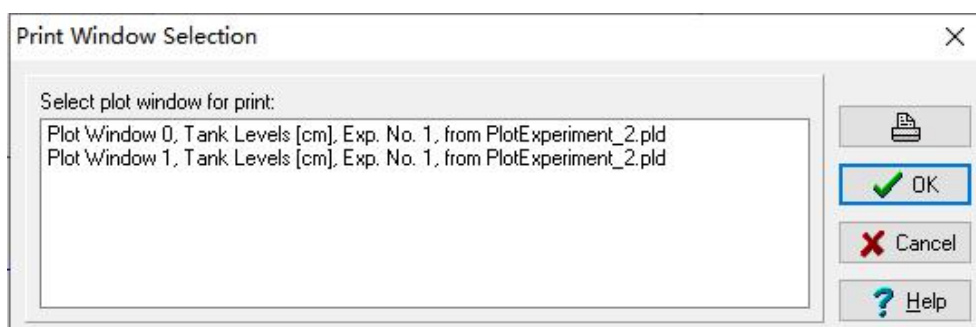 Print Window Selection
Select plot window for print:
Plot Window 0, Tank Levels [cm], Exp. No. 1, from PlotExperiment_2.pld
Plot Window 1, Tank Levels [cm], Exp. No. 1, from PlotExperiment_2.pld
OK
Cancel
Help